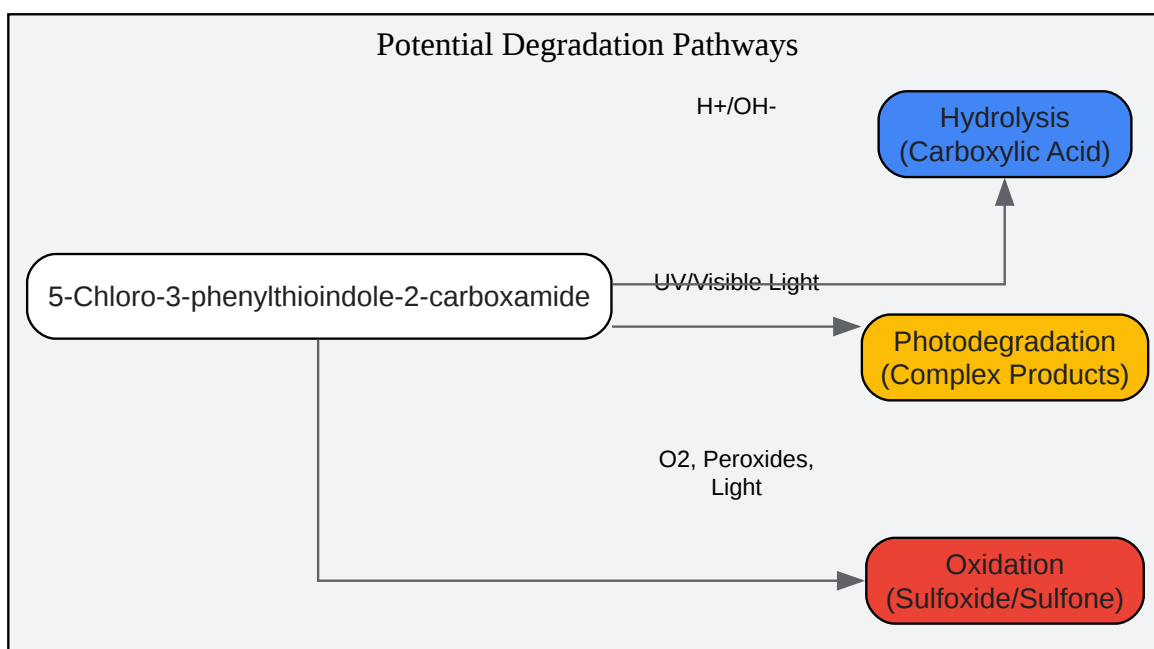 Potential Degradation Pathways
H+/OH-
Hydrolysis
(Carboxylic Acid)
5-Chloro-3-phenylthioindole-2-carboxamide
UV/Visible Light
Photodegradation
(Complex Products)
O2, Peroxides,
Light
Oxidation
(Sulfoxide/Sulfone)